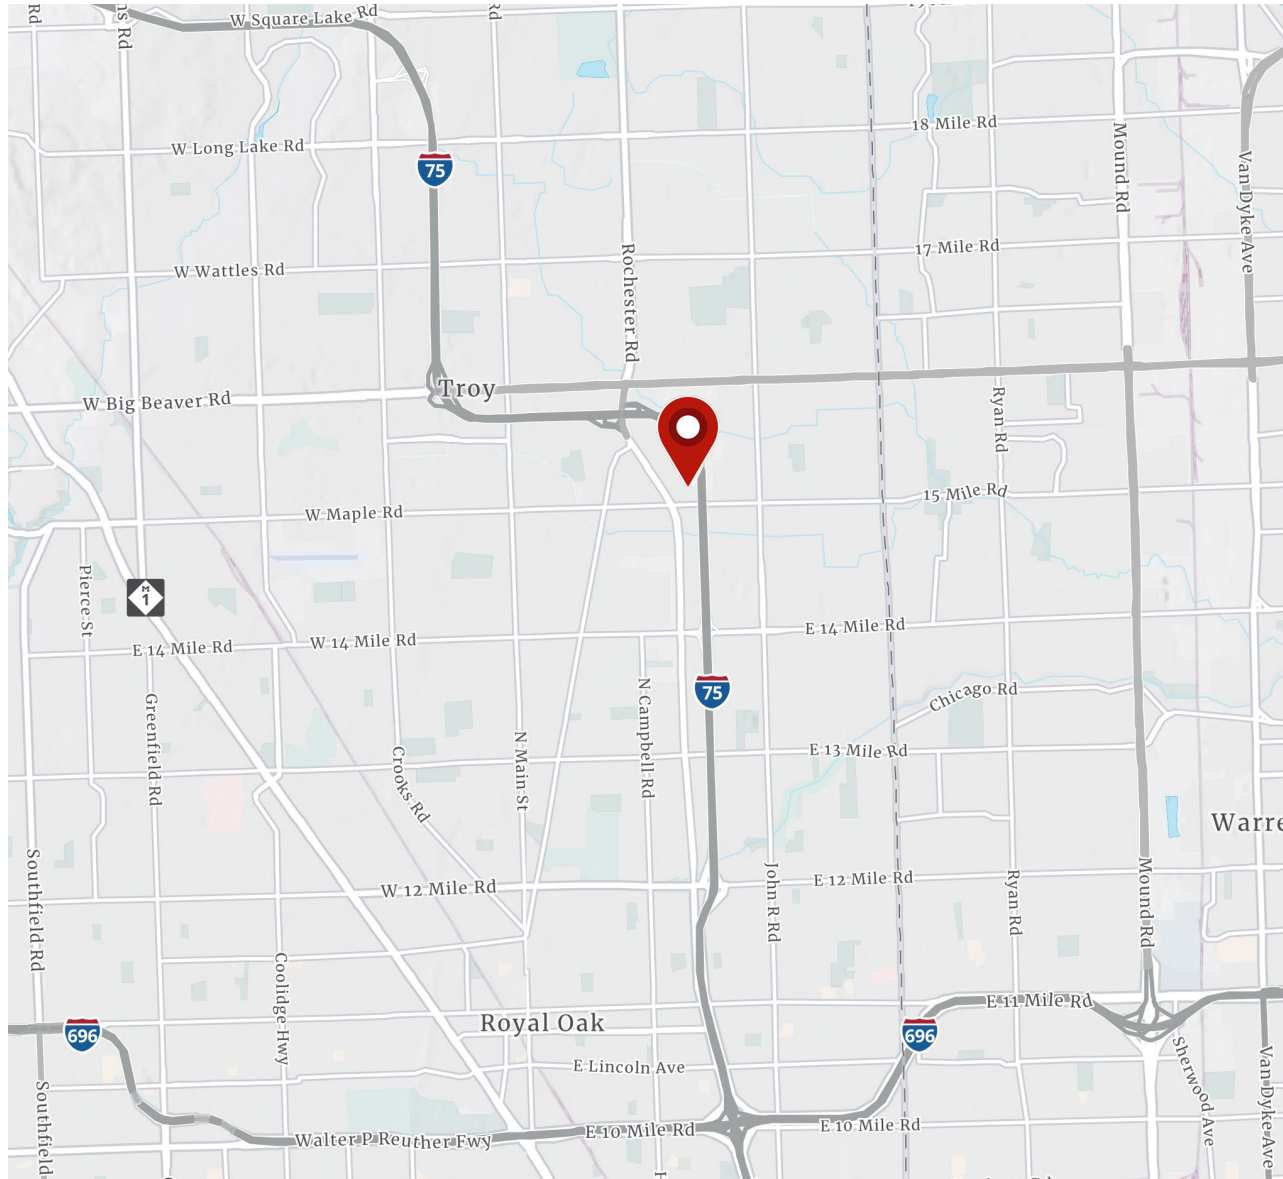 W Square Lake Rd
Rd
Rd
W Long Lake Rd
75
18 Mile Rd
Mound Rd
Van Dyke Ave
17 Mile Rd
W Wattles Rd
Rochester Rd
Troy
W Big Beaver Rd
Ryan Rd
15 Mile Rd
W Maple Rd
Pierce St
M
1
E 14 Mile Rd
W 14 Mile Rd
E 14 Mile Rd
75
Chicago Rd
Greenfield Rd
Crooks Rd
N Main St
N Campbell Rd
E 13 Mile Rd
Warre
Southfield Rd
W 12 Mile Rd
John R Rd
E 12 Mile Rd
Ryan Rd
Mound Rd
Coolidge Hwy
Royal Oak
E 11 Mile Rd
696
696
E Lincoln Ave
Sherwood Ave
Van Dyke Ave
Southfield
Walter P Reuther Fwy
E 10 Mile Rd
E 10 Mile Rd